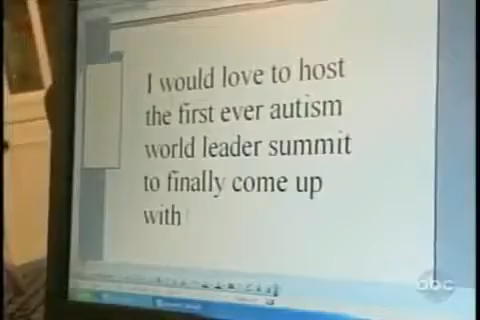 I would love to host
the first ever autism
world leader summit
to finally come up
with
abc